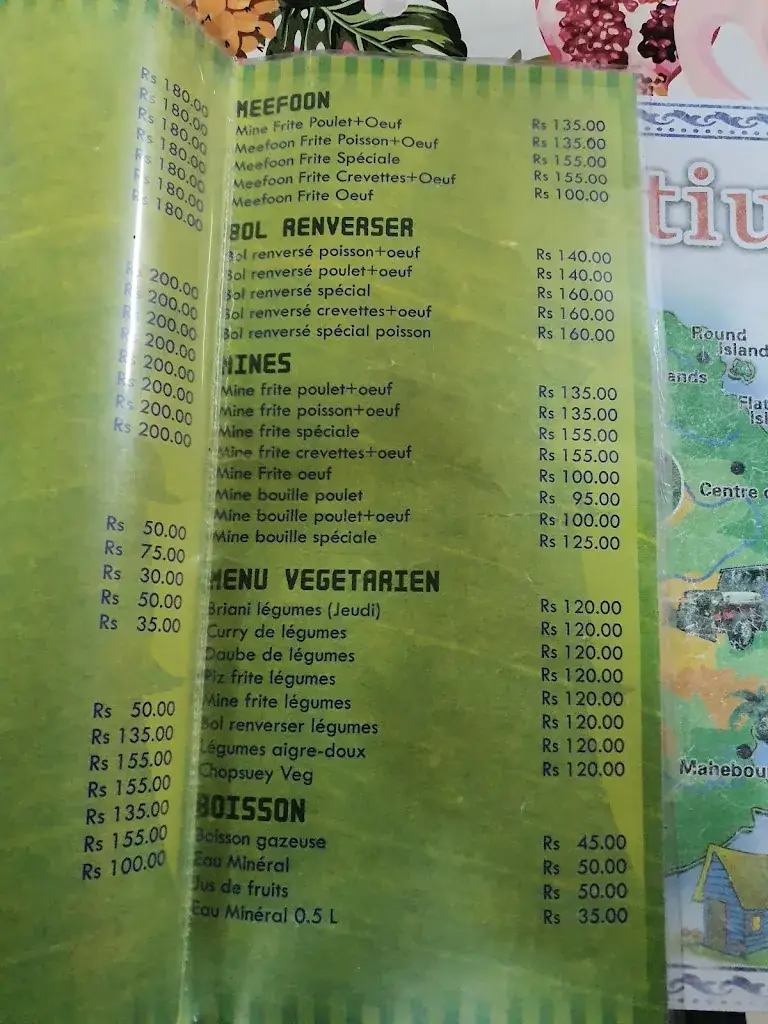 Rs 180.00
Rs 180.00
Rs 180.00
Rs 180.00
Rs 180.00
Rs 180.00
Rs 180.00
Rs 200.00
Rs 200.00
Rs 200.00
Rs 200.00
Rs 200.00
Rs 200.00
Rs 200.00
Rs 200.00
Rs 50.00
Rs 75.00
Rs 30.00
Rs 50.00
Rs 35.00
Rs 50.00
Rs 135.00
Rs 155.00
Rs 155.00
Rs 135.00
Rs 155.00
Rs 100.00
MEEFOON
Mine Frite Poulet+Oeuf Rs 135.00
Meefoon Frite Poisson+Oeuf Rs 135.00
Meefoon Frite Spéciale Rs 155.00
Meefoon Frite Crevettes+Oeuf Rs 155.00
Meefoon Frite Oeuf Rs 100.00
BOL RENVERSER
Bol renversé poisson+oeuf Rs 140.00
Bol renversé poulet+oeuf Rs 140.00
Bol renversé spécial Rs 160.00
Bol renversé crevettes+oeuf Rs 160.00
Bol renversé spécial poisson Rs 160.00
MINES
Mine frite poulet+oeuf Rs 135.00
Mine frite poisson+oeuf Rs 135.00
Mine frite spéciale Rs 155.00
Mine frite crevettes+oeuf Rs 155.00
Mine Frite oeuf Rs 100.00
Mine bouille poulet Rs 95.00
Mine bouille poulet+oeuf Rs 100.00
Mine bouille spéciale Rs 125.00
MENU VEGETARIEN
Briani légumes (Jeudi) Rs 120.00
Curry de légumes Rs 120.00
Daube de légumes Rs 120.00
Riz frite légumes Rs 120.00
Mine frite légumes Rs 120.00
Bol renverser légumes Rs 120.00
Légumes aigre-doux Rs 120.00
Chopsuey Veg Rs 120.00
BOISSON
Boisson gazeuse Rs 45.00
Eau Minéral Rs 50.00
Jus de fruits Rs 50.00
Eau Minéral 0.5 L Rs 35.00
tiu
Round
island
ands
Flat
Isl
Centre
Mahebou